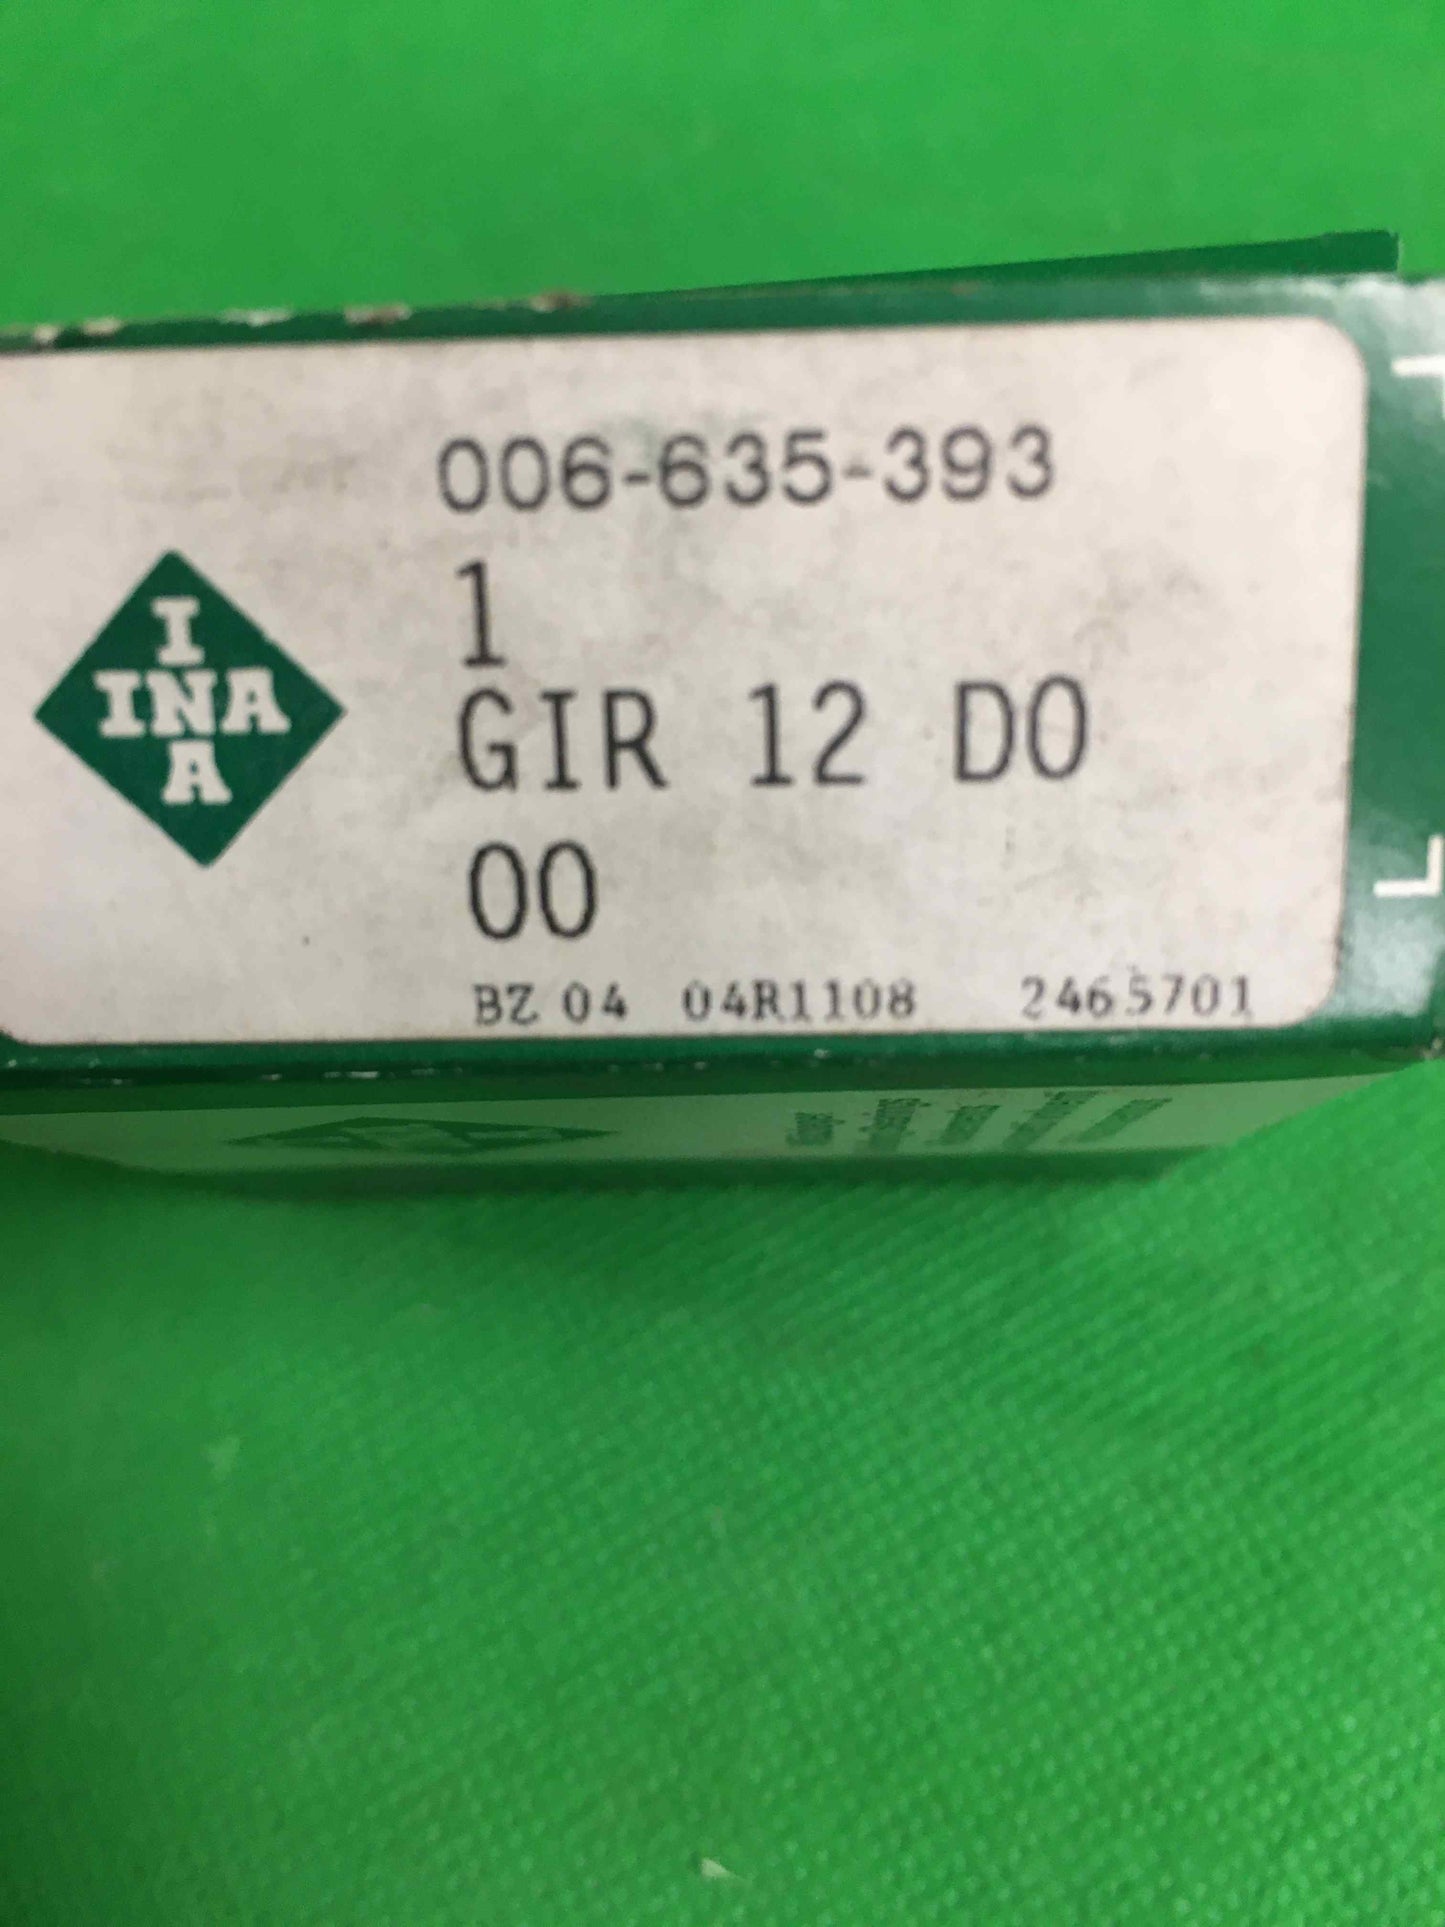 006-635-393
1
I
INA
A
GIR 12 DO
00
BZ 04 04R1108 2465701